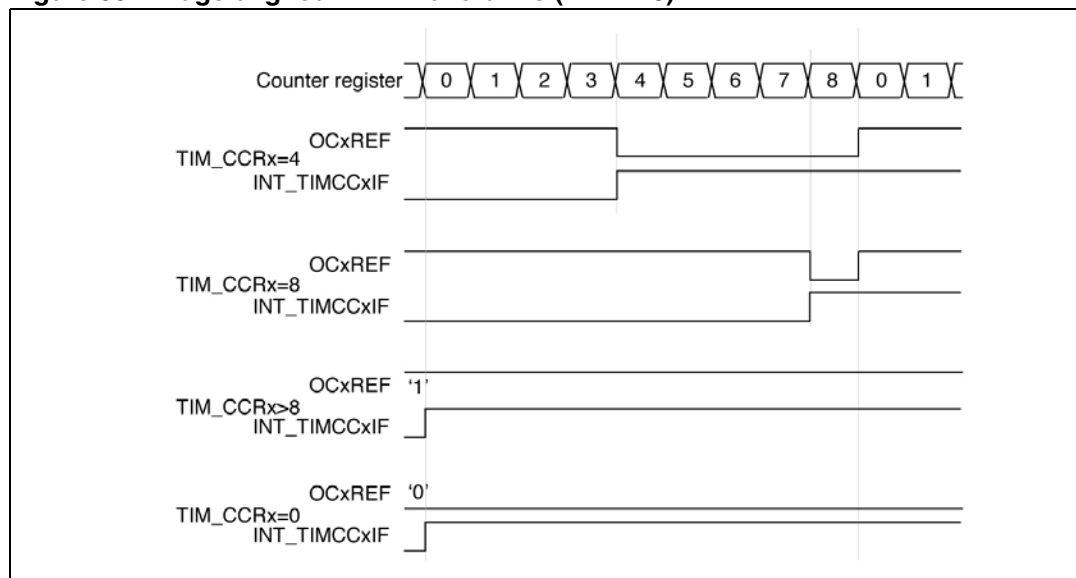 Counter register 0 1 2 3 4 5 6 7 8 0 1
OCxREF
TIM_CCRx=4
INT_TIMCCxIF
OCxREF
TIM_CCRx=8
INT_TIMCCxIF
OCxREF '1'
TIM_CCRx>8
INT_TIMCCxIF
OCxREF '0'
TIM_CCRx=0
INT_TIMCCxIF